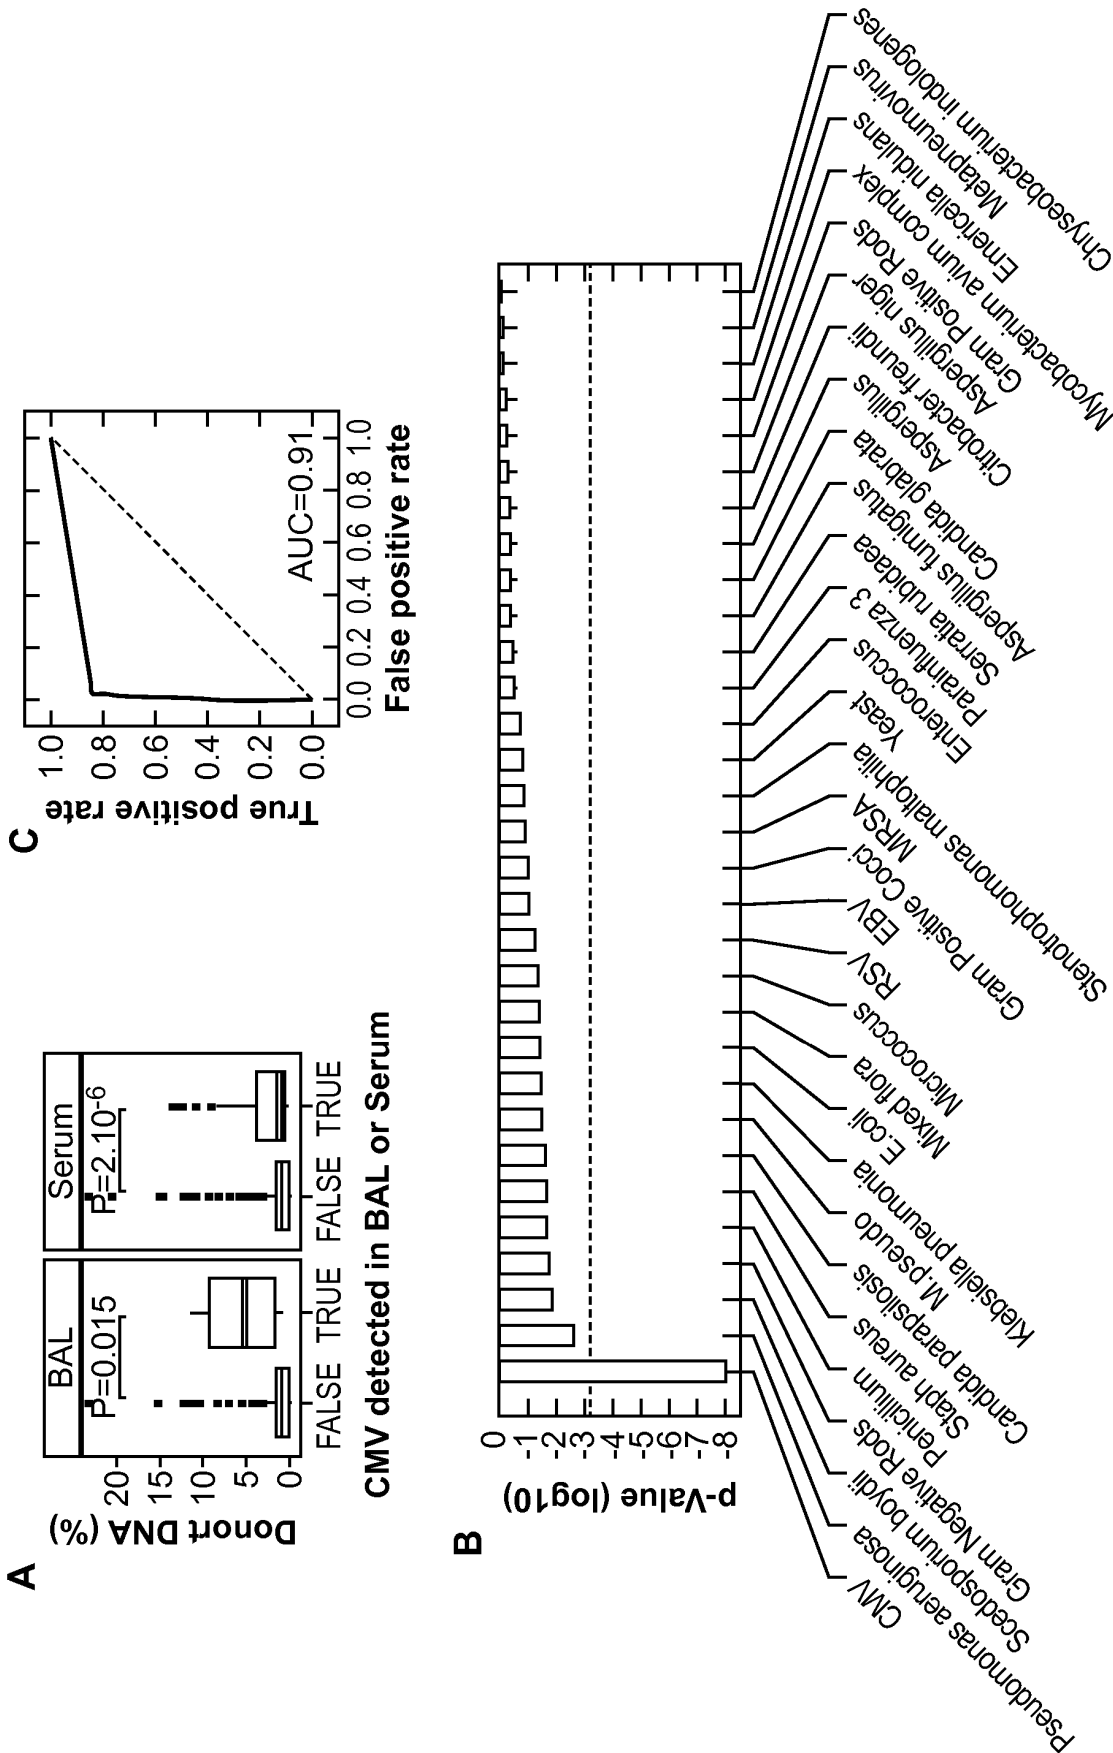 A
Donort DNA (%)
20
15
10
5
0
BAL
P=0.015
FALSE TRUE
Serum
P=2.10-6
FALSE TRUE
CMV detected in BAL or Serum
C
True positive rate
1.0
0.8
0.6
0.4
0.2
0.0
AUC=0.91
0.0 0.2 0.4 0.6 0.8 1.0
False positive rate
B
p-Value (log10)
0
-1
-2
-3
-4
-5
-6
-7
-8
CMV
Pseudomonas aeruginosa
Scedosporium boydii
Gram Negative Rods
Penicillium
Staph aureus
Candida parapsilosis
M.pseudo
Klebsiella pneumonia
E.coli
Mixed flora
Micrococcus
RSV
EBV
Gram Positive Cocci
MRSA
Stenotrophomonas maltophilia
Yeast
Enterococcus
Parainfluenza 3
Serratia rubidaea
Aspergillus fumigatus
Candida glabrata
Aspergillus
Citrobacter freundii
Aspergillus niger
Gram Positive Rods
Mycobacterium avium complex
Emericella nidulans
Metapneumovirus
Chryseobacterium indologenes